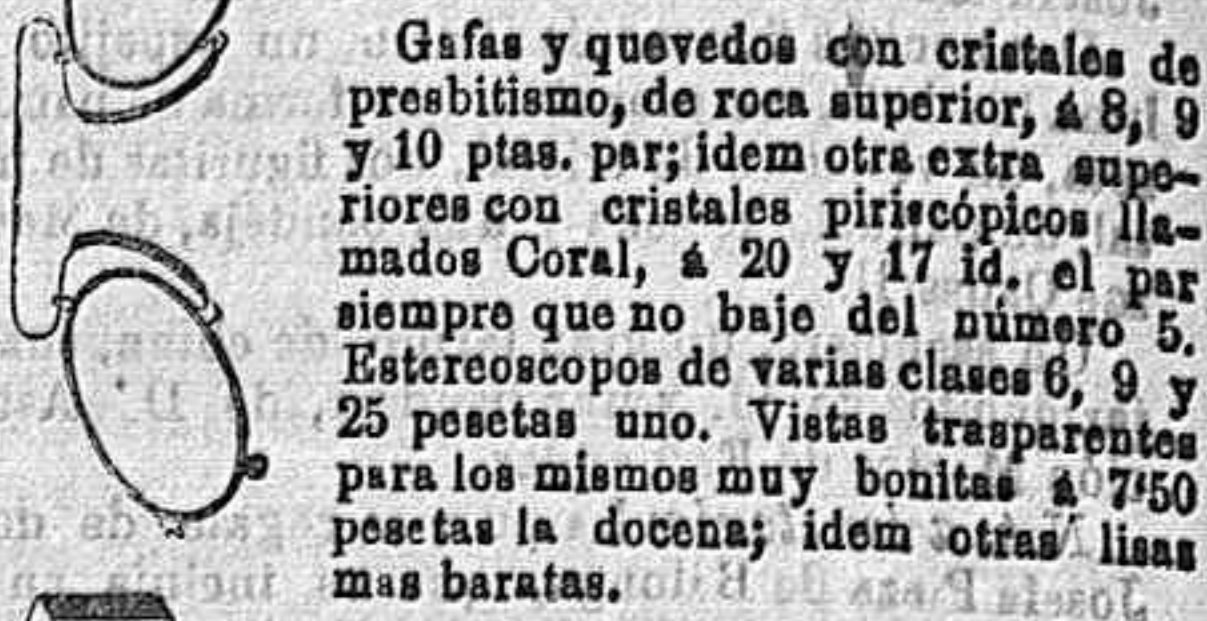 Gafas y quevedos con cristales de
presbitismo, de roca superior, á 8, 9
y 10 ptas. par; idem otra extra supe-
riores con cristales piriscópicos lla-
mados Coral, á 20 y 17 id. el par
siempre que no baje del número 5.
Estereoscopos de varias clases 6, 9 y
25 pesetas uno. Vistas trasparentes
para los mismos muy bonitas á 7'50
pesetas la docena; idem otras lisas
mas baratas.